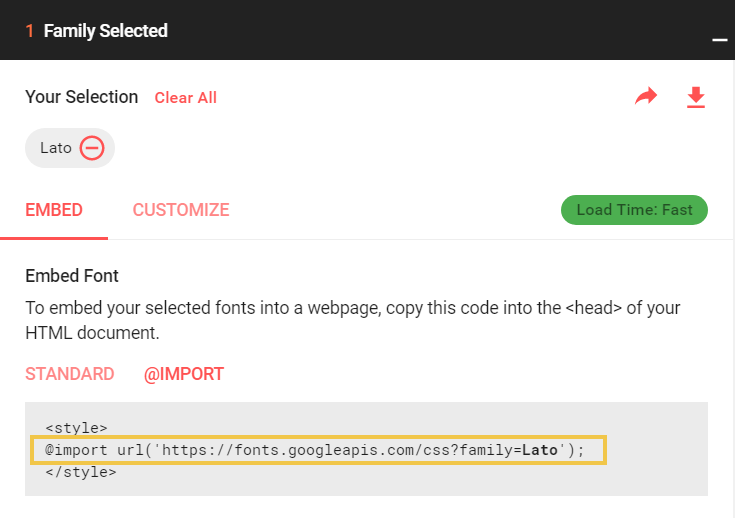 1 Family Selected
Your Selection Clear All
Lato
EMBED CUSTOMIZE Load Time: Fast
Embed Font
To embed your selected fonts into a webpage, copy this code into the <head> of your
HTML document.
STANDARD @IMPORT
<style>
@import url('https://fonts.googleapis.com/css?family=Lato');
</style>